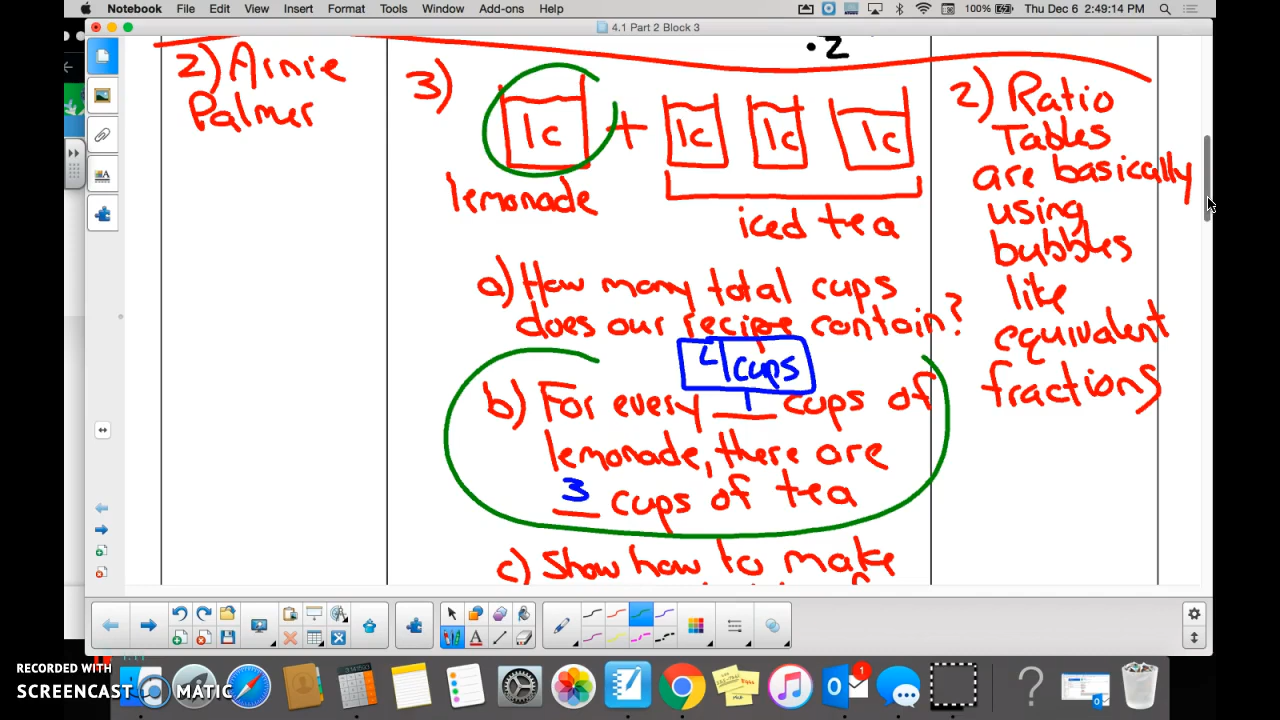 Notebook File Edit View Insert Format Tools Window Add-ons Help 100% Thu Dec 6 2:49:14 PM
4.1 Part 2 Block 3
.2
2) Arnie
Palmer
3)
1c + 1c 1c 1c
lemonade
iced tea
a) How many total cups
does our recipe contain?
4 cups
b) For every 1 cups of
lemonade, there are
3 cups of tea
c) Show how to make
2) Ratio
Tables
are basically
using
bubbles
like
equivalent
fractions
1
RECORDED WITH
SCREENCAST MATIC